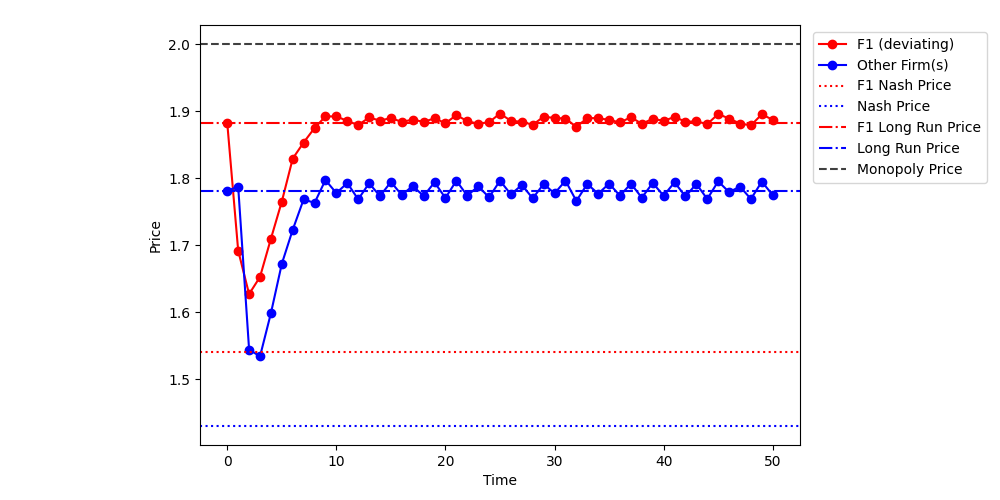 2.0
1.9
1.8
1.7
1.6
1.5
Price
0
10
20
30
40
50
Time
F1 (deviating)
Other Firm(s)
F1 Nash Price
Nash Price
F1 Long Run Price
Long Run Price
Monopoly Price